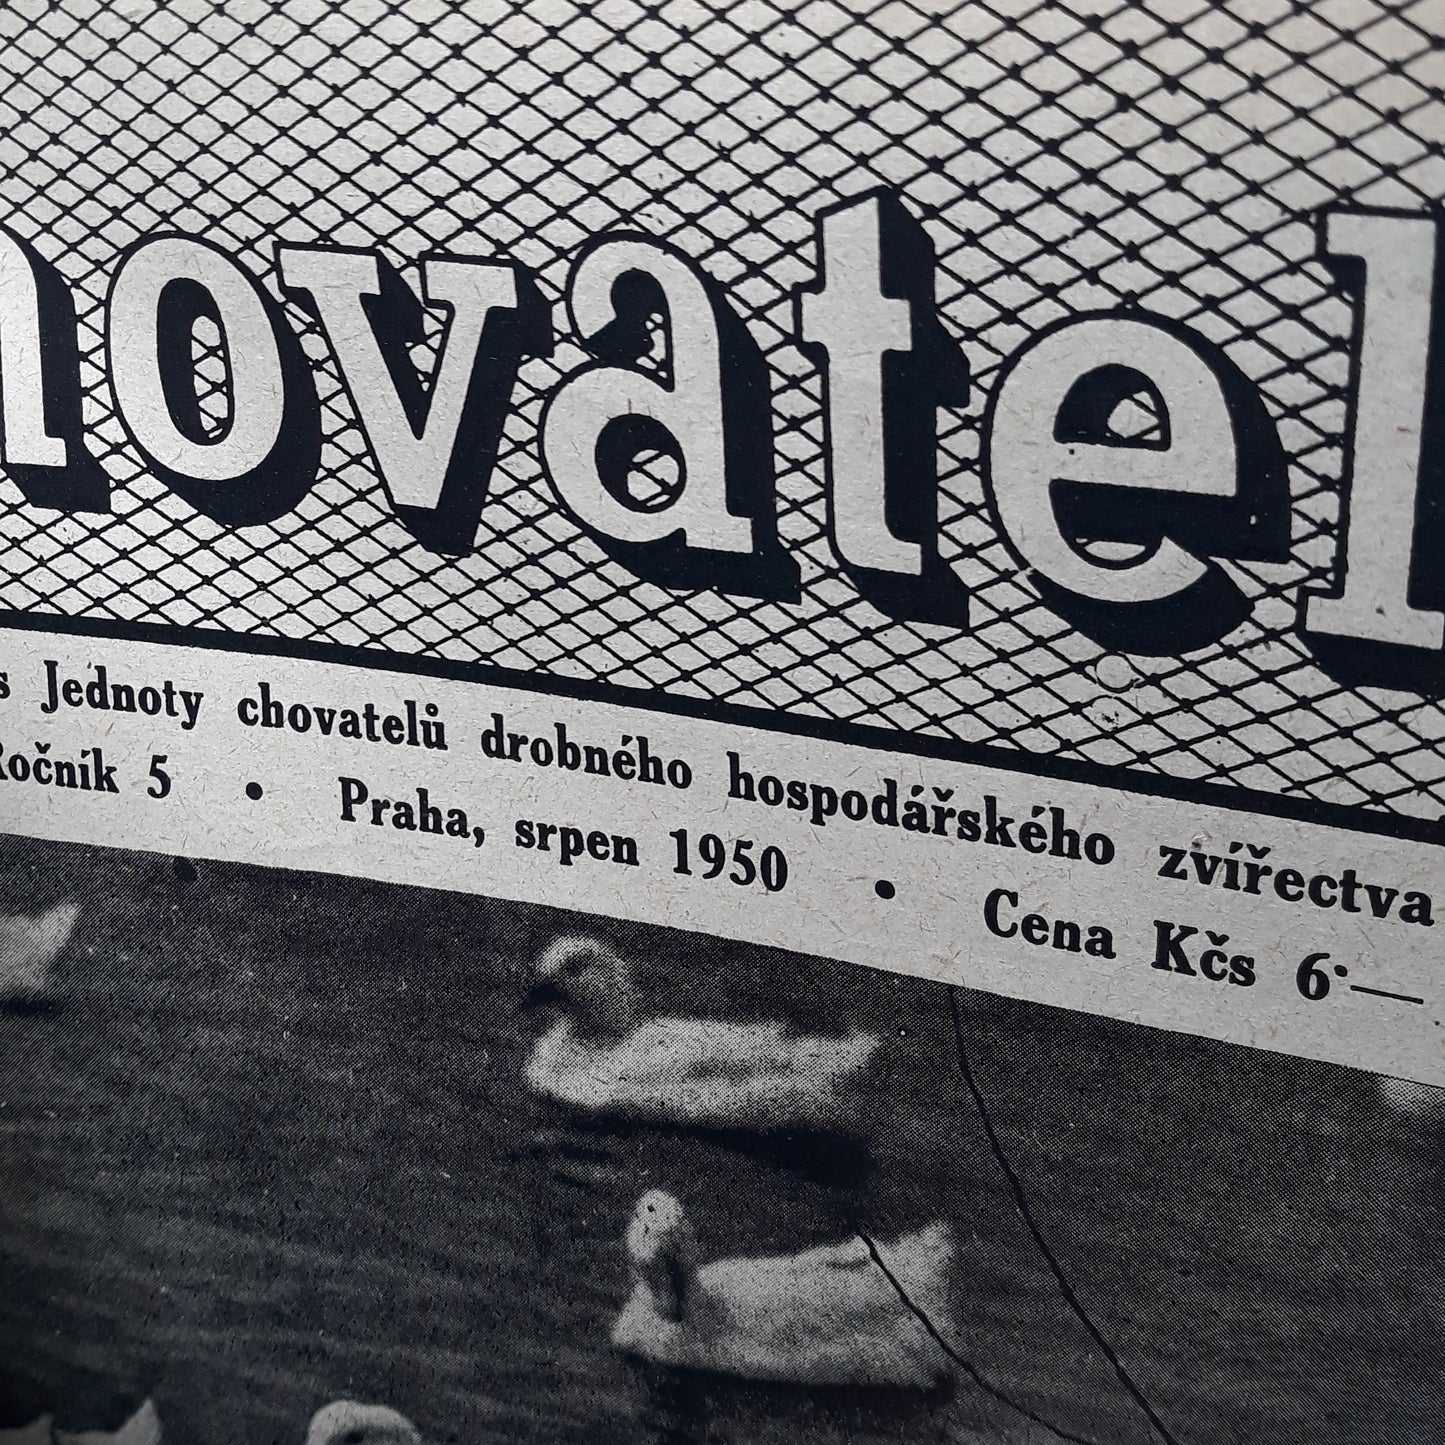 hovatel
s Jednoty chovatelů drobného hospodářského zvířectva
Ročník 5 • Praha, srpen 1950 • Cena Kčs 6·—